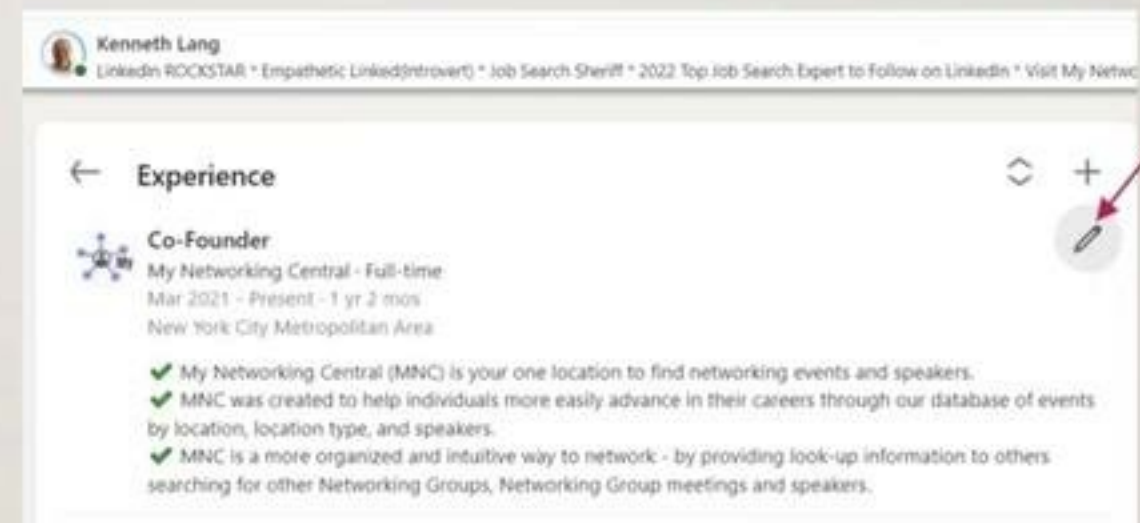 Kenneth Lang
LinkedIn ROCKSTAR * Empathetic Linked(Introvert) * Job Search Sheriff * 2022 Top Job Search Expert to Follow on LinkedIn * Visit My Netwo
Experience
Co-Founder
My Networking Central · Full-time
Mar 2021 - Present · 1 yr 2 mos
New York City Metropolitan Area
✔ My Networking Central (MNC) is your one location to find networking events and speakers.
✔ MNC was created to help individuals more easily advance in their careers through our database of events
by location, location type, and speakers.
✔ MNC is a more organized and intuitive way to network - by providing look-up information to others
searching for other Networking Groups, Networking Group meetings and speakers.